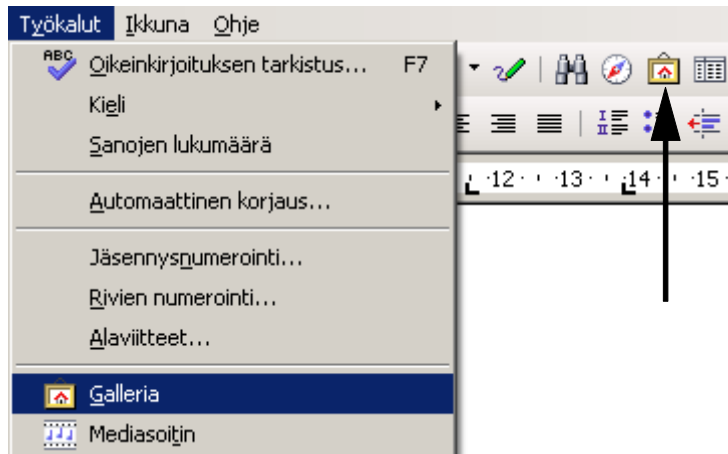 Työkalut Ikkuna Ohje
ABC Oikeinkirjoituksen tarkistus... F7
Kieli
Sanojen lukumäärä
12 13 14 15
Automaattinen korjaus...
Jäsennysnumerointi...
Rivien numerointi...
Alaviitteet...
Galleria
Mediasoitin